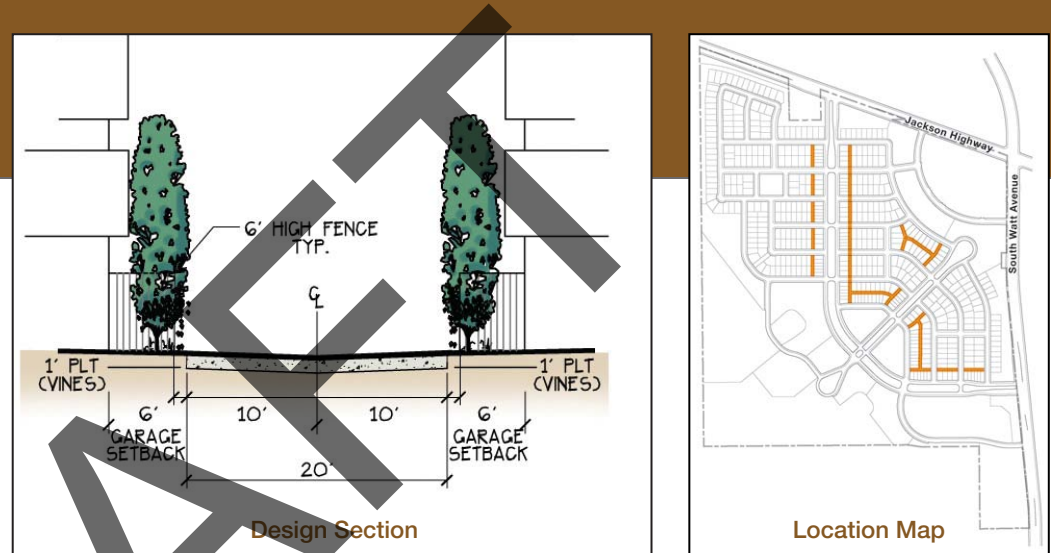 6' HIGH FENCE
TYP.
CL
1' PLT
(VINES)
1' PLT
(VINES)
6'
10'
10'
6'
GARAGE
SETBACK
GARAGE
SETBACK
20'
Design Section
Jackson Highway
South Watt Avenue
Location Map
AFT